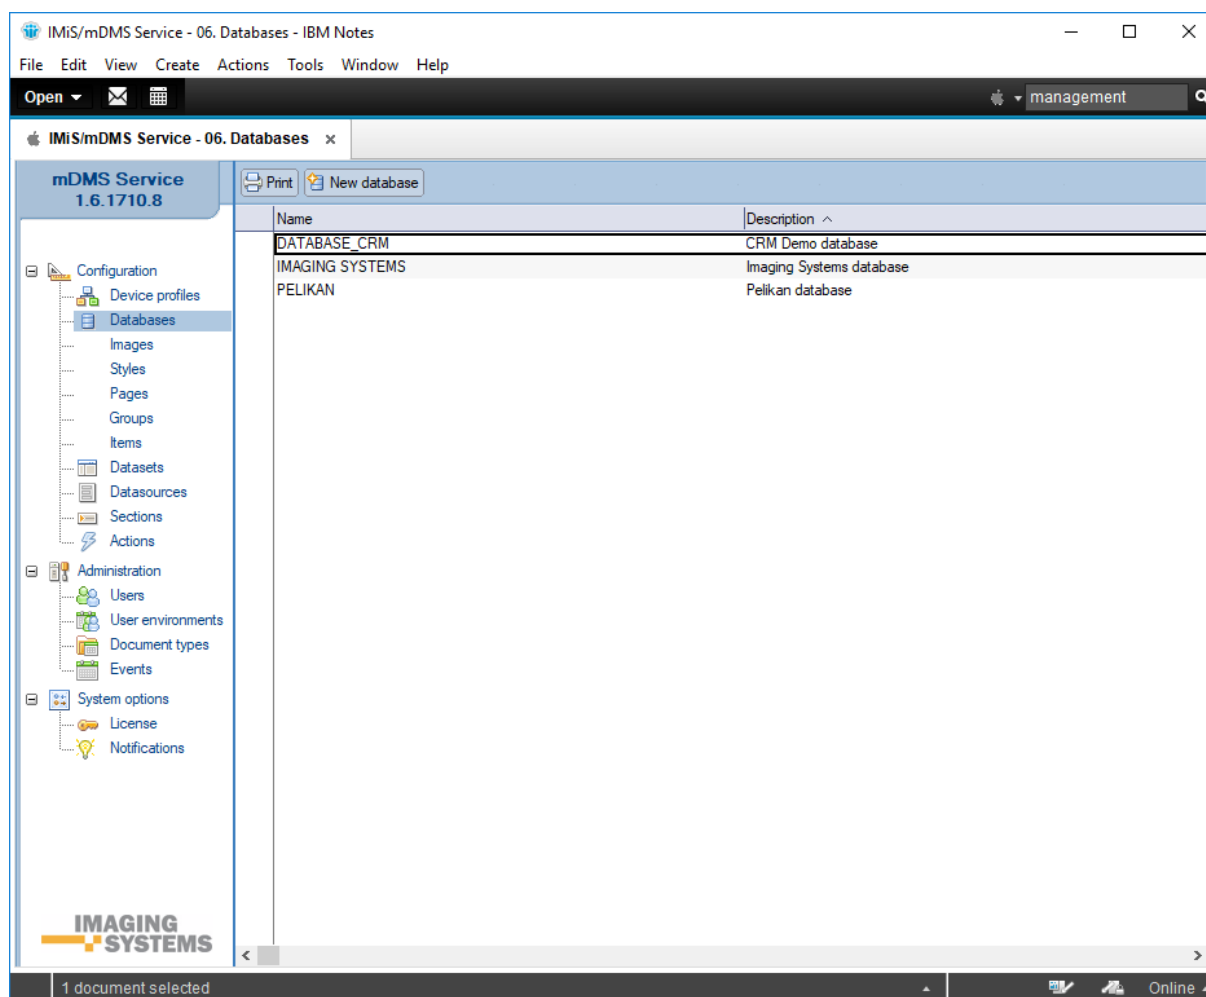 IMiS/mDMS Service - 06. Databases - IBM Notes
File Edit View Create Actions Tools Window Help
Open management
IMiS/mDMS Service - 06. Databases x
mDMS Service
1.6.1710.8
Print New database
Name Description
DATABASE_CRM CRM Demo database
IMAGING SYSTEMS Imaging Systems database
PELIKAN Pelikan database
Configuration
Device profiles
Databases
Images
Styles
Pages
Groups
Items
Datasets
Datasources
Sections
Actions
Administration
Users
User environments
Document types
Events
System options
License
Notifications
IMAGING
SYSTEMS
1 document selected Online